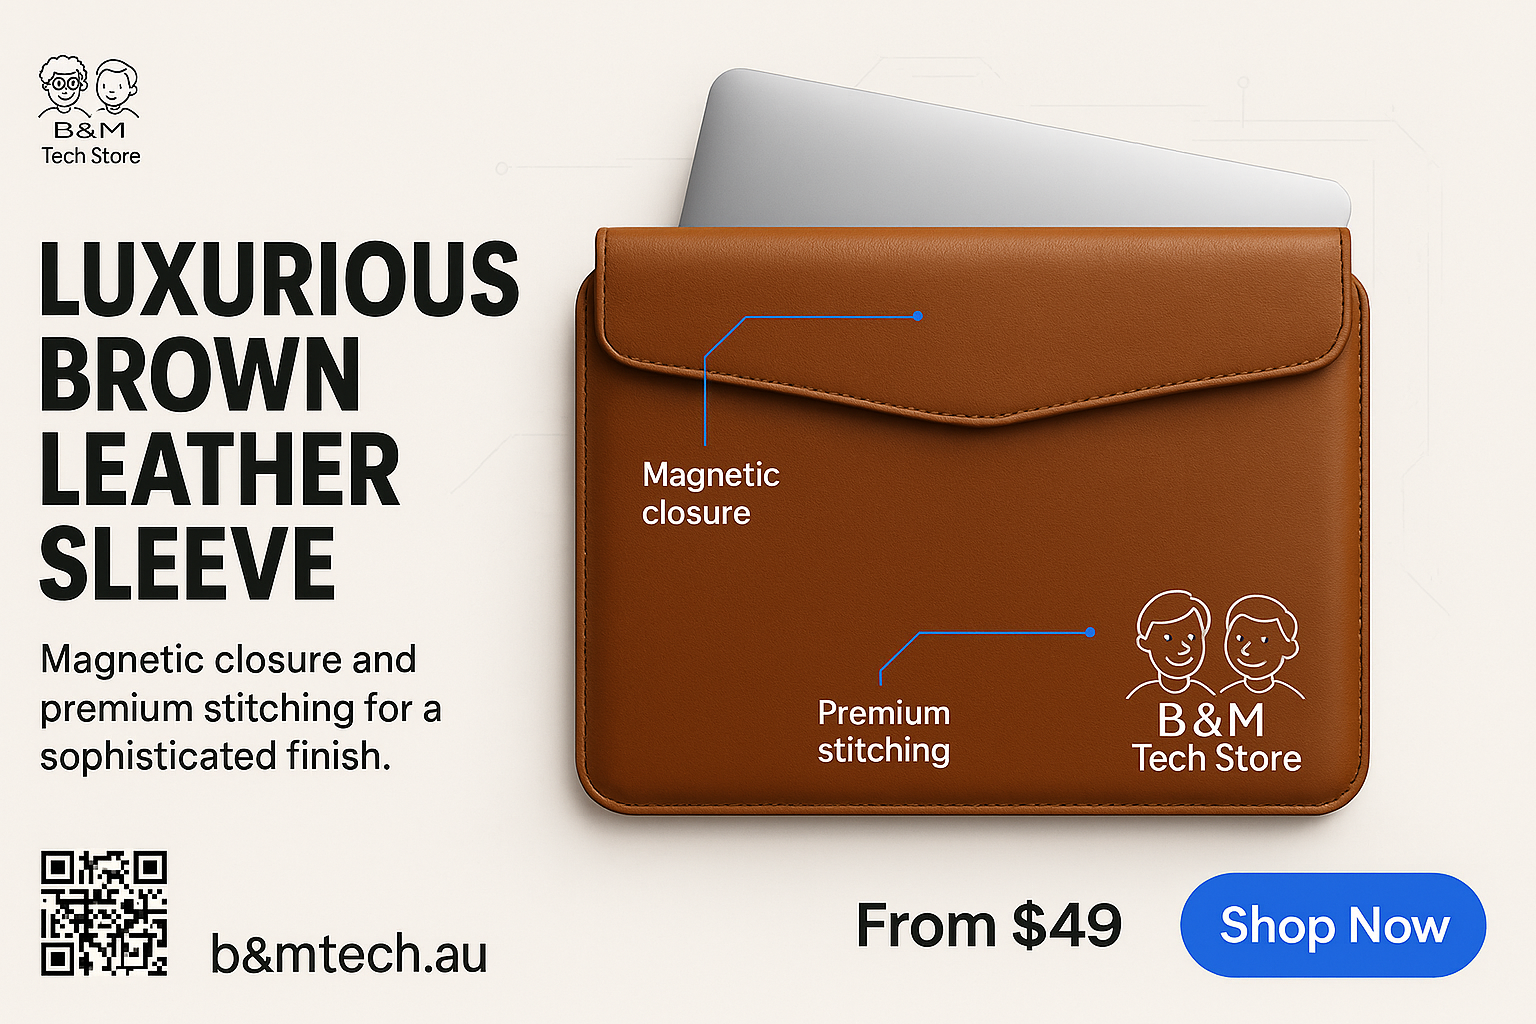 B&M
Tech Store
LUXURIOUS
BROWN
LEATHER
SLEEVE
Magnetic closure and
premium stitching for a
sophisticated finish.
Magnetic
closure
Premium
stitching
B&M
Tech Store
b&mtech.au
From $49
Shop Now